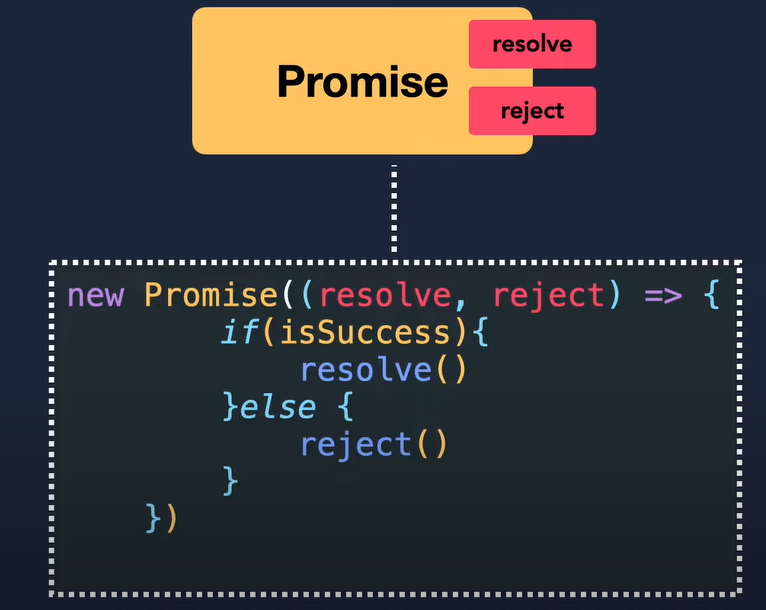 Promise
resolve
reject
new Promise((resolve, reject) => {
        if(isSuccess){
            resolve()
        }else {
            reject()
        }
    })